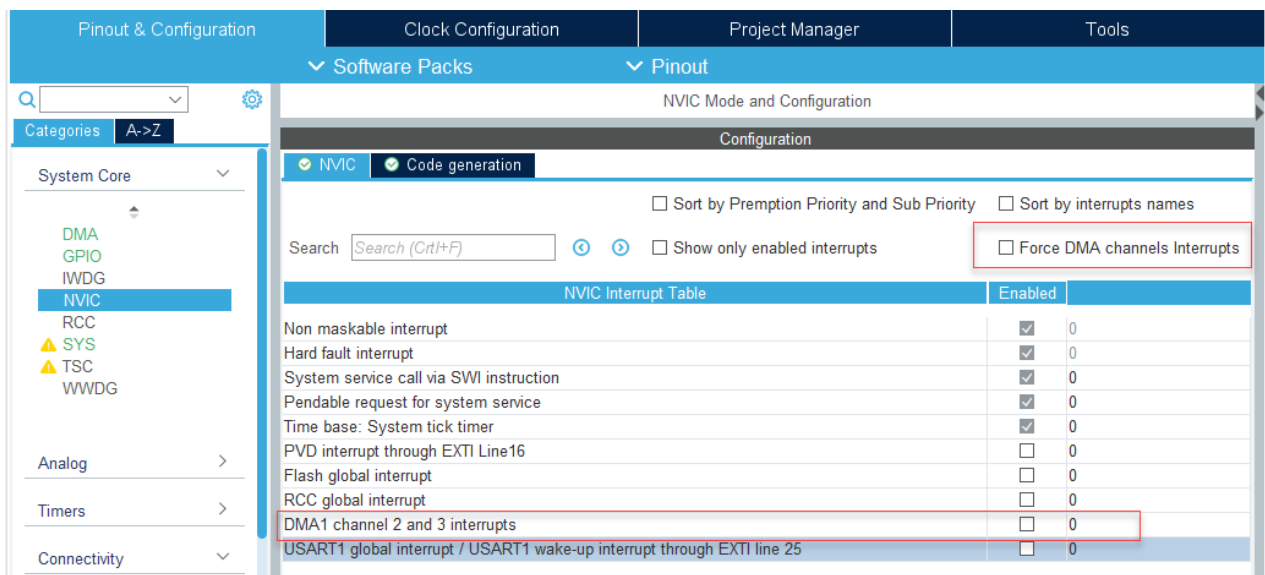 Pinout & Configuration Clock Configuration Project Manager Tools
Software Packs Pinout
NVIC Mode and Configuration
Categories A->Z
Configuration
NVIC Code generation
System Core
Sort by Premption Priority and Sub Priority Sort by interrupts names
DMA
Search Search (Crtl+F) Show only enabled interrupts Force DMA channels Interrupts
GPIO
IWDG
NVIC
NVIC Interrupt Table Enabled
RCC
Non maskable interrupt 0
SYS
Hard fault interrupt 0
TSC
System service call via SWI instruction 0
WWDG
Pendable request for system service 0
Time base: System tick timer 0
PVD interrupt through EXTI Line16 0
Analog
Flash global interrupt 0
RCC global interrupt 0
Timers
DMA1 channel 2 and 3 interrupts 0
USART1 global interrupt / USART1 wake-up interrupt through EXTI line 25 0
Connectivity